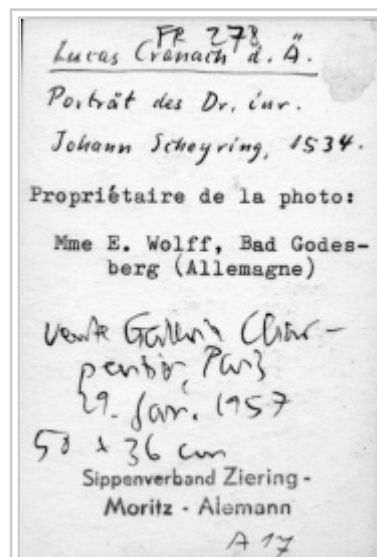 FR 278
Lucas Cranach d. Ä.
Porträt des Dr. iur.
Johann Scheyring, 1534.
Propriétaire de la photo:
Mme E. Wolff, Bad Godes-
berg (Allemagne)
vente Galerie Char-
pentier, Paris
29. Jan. 1957
50 x 36 cm
Sippenverband Ziering -
Moritz - Alemann
A 17